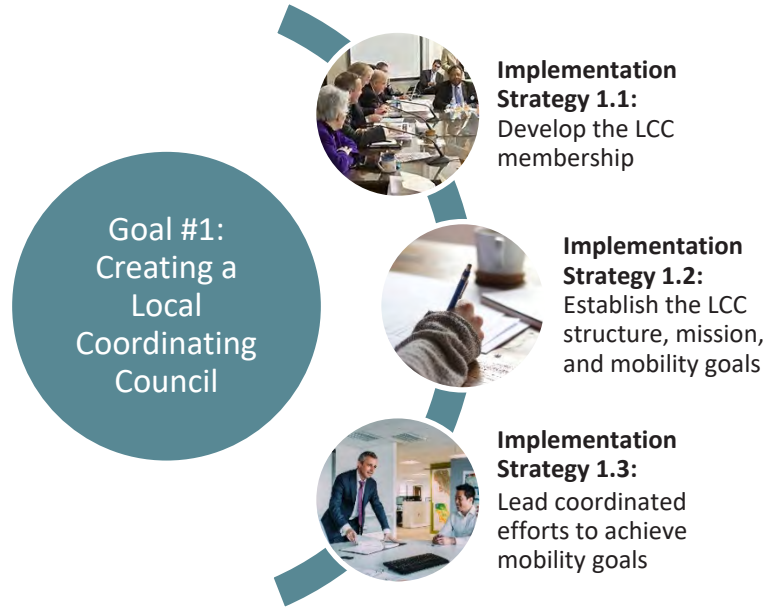 Goal #1:
Creating a
Local
Coordinating
Council
Implementation
Strategy 1.1:
Develop the LCC
membership
Implementation
Strategy 1.2:
Establish the LCC
structure, mission,
and mobility goals
Implementation
Strategy 1.3:
Lead coordinated
efforts to achieve
mobility goals